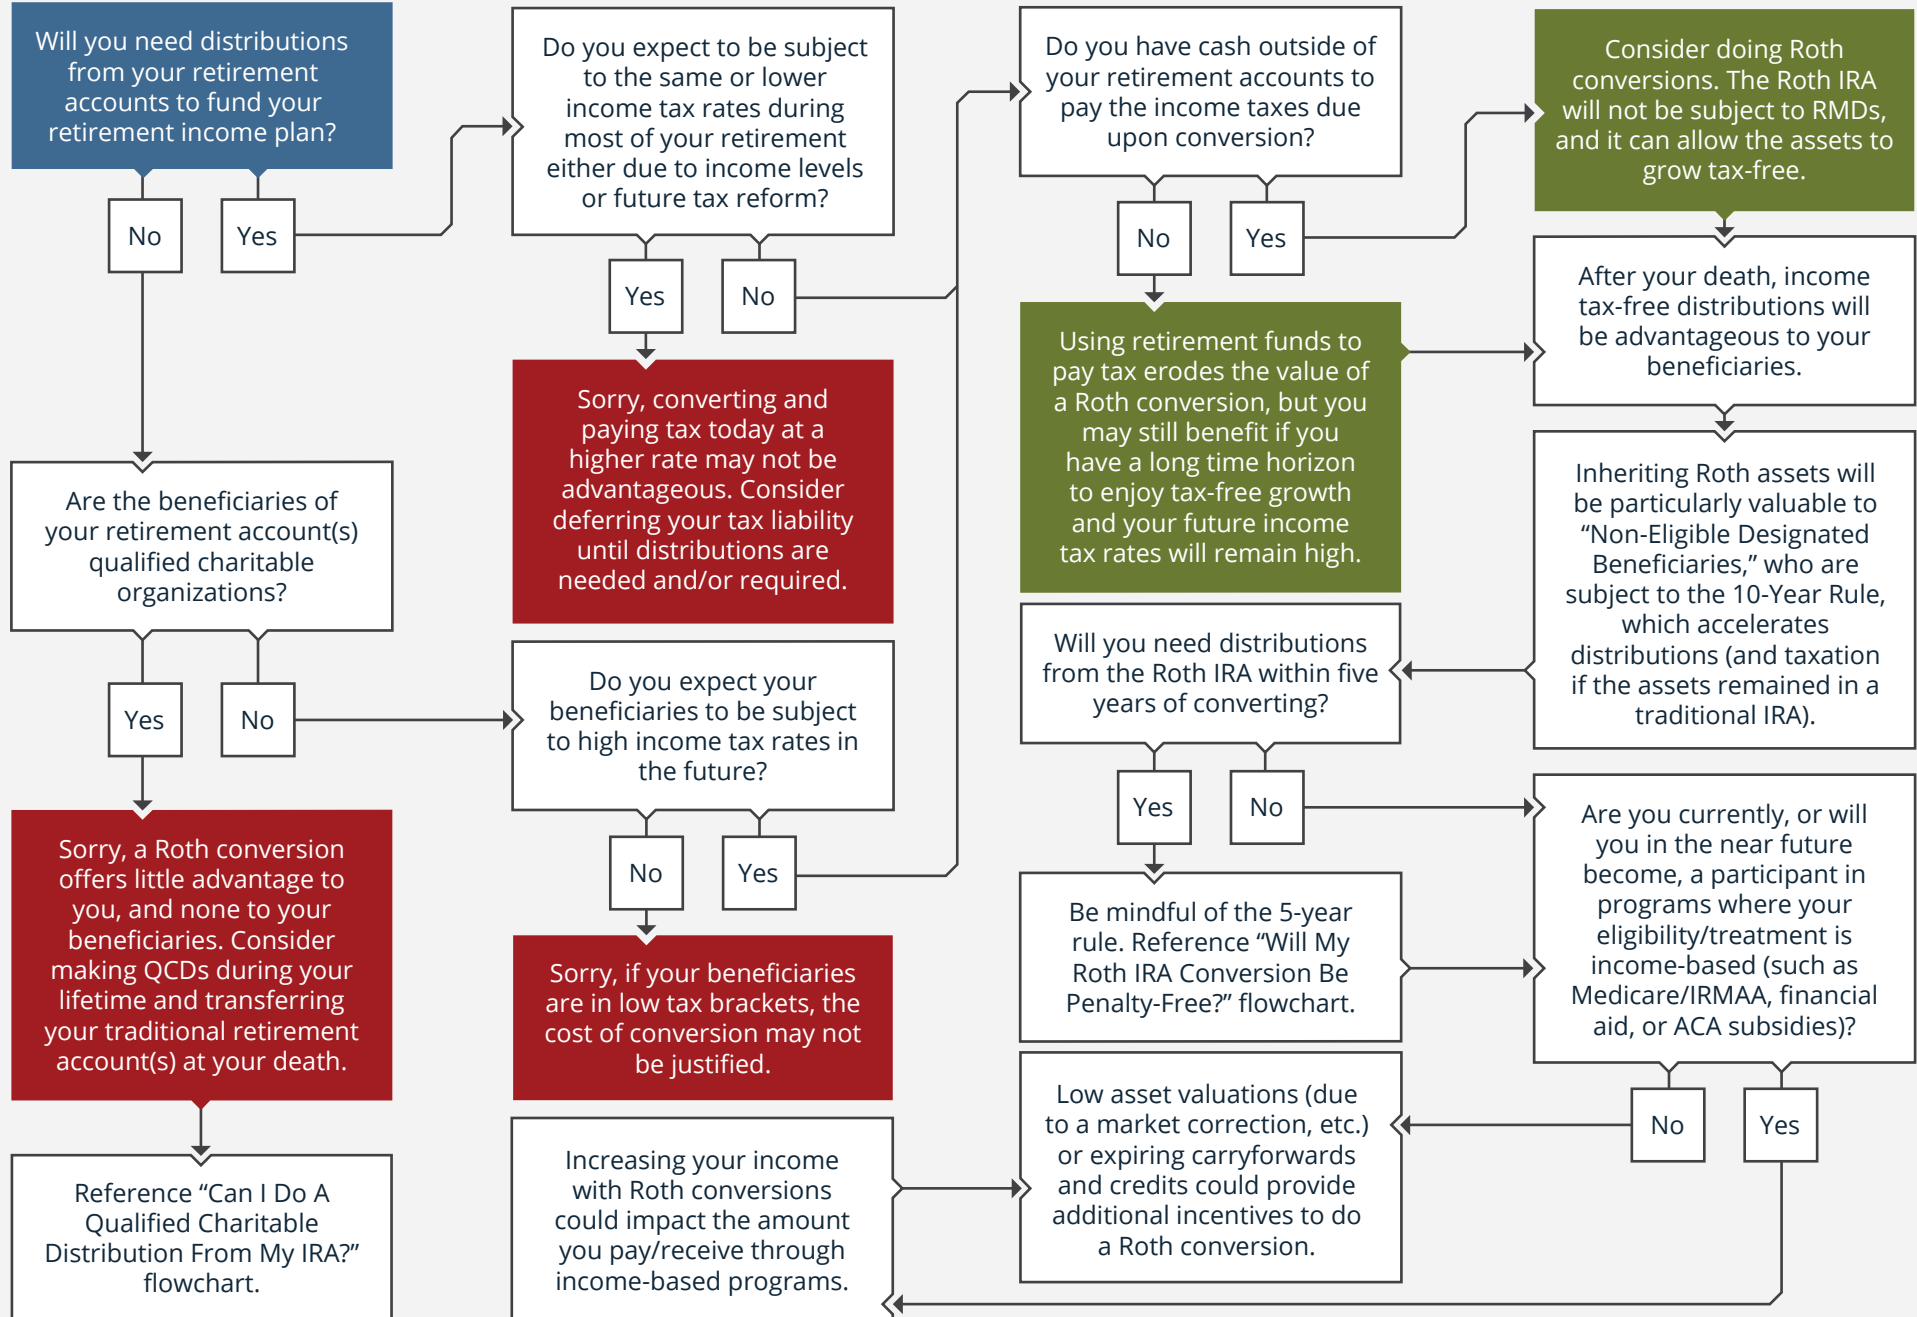 Will you need distributions
from your retirement
accounts to fund your
retirement income plan?
No
Yes
Do you expect to be subject
to the same or lower
income tax rates during
most of your retirement
either due to income levels
or future tax reform?
Yes
No
Sorry, converting and
paying tax today at a
higher rate may not be
advantageous. Consider
deferring your tax liability
until distributions are
needed and/or required.
Are the beneficiaries of
your retirement account(s)
qualified charitable
organizations?
Yes
No
Sorry, a Roth conversion
offers little advantage to
you, and none to your
beneficiaries. Consider
making QCDs during your
lifetime and transferring
your traditional retirement
account(s) at your death.
Reference “Can I Do A
Qualified Charitable
Distribution From My IRA?”
flowchart.
Do you expect your
beneficiaries to be subject
to high income tax rates in
the future?
No
Yes
Sorry, if your beneficiaries
are in low tax brackets, the
cost of conversion may not
be justified.
Do you have cash outside of
your retirement accounts to
pay the income taxes due
upon conversion?
No
Yes
Using retirement funds to
pay tax erodes the value of
a Roth conversion, but you
may still benefit if you
have a long time horizon
to enjoy tax-free growth
and your future income
tax rates will remain high.
Consider doing Roth
conversions. The Roth IRA
will not be subject to RMDs,
and it can allow the assets to
grow tax-free.
After your death, income
tax-free distributions will
be advantageous to your
beneficiaries.
Inheriting Roth assets will
be particularly valuable to
“Non-Eligible Designated
Beneficiaries,” who are
subject to the 10-Year Rule,
which accelerates
distributions (and taxation
if the assets remained in a
traditional IRA).
Will you need distributions
from the Roth IRA within five
years of converting?
Yes
No
Be mindful of the 5-year
rule. Reference “Will My
Roth IRA Conversion Be
Penalty-Free?” flowchart.
Are you currently, or will
you in the near future
become, a participant in
programs where your
eligibility/treatment is
income-based (such as
Medicare/IRMAA, financial
aid, or ACA subsidies)?
No
Yes
Increasing your income
with Roth conversions
could impact the amount
you pay/receive through
income-based programs.
Low asset valuations (due
to a market correction, etc.)
or expiring carryforwards
and credits could provide
additional incentives to do
a Roth conversion.